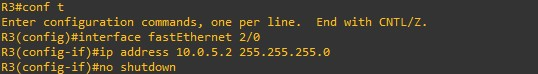 R3#conf t
Enter configuration commands, one per line.  End with CNTL/Z.
R3(config)#interface fastEthernet 2/0
R3(config-if)#ip address 10.0.5.2 255.255.255.0
R3(config-if)#no shutdown